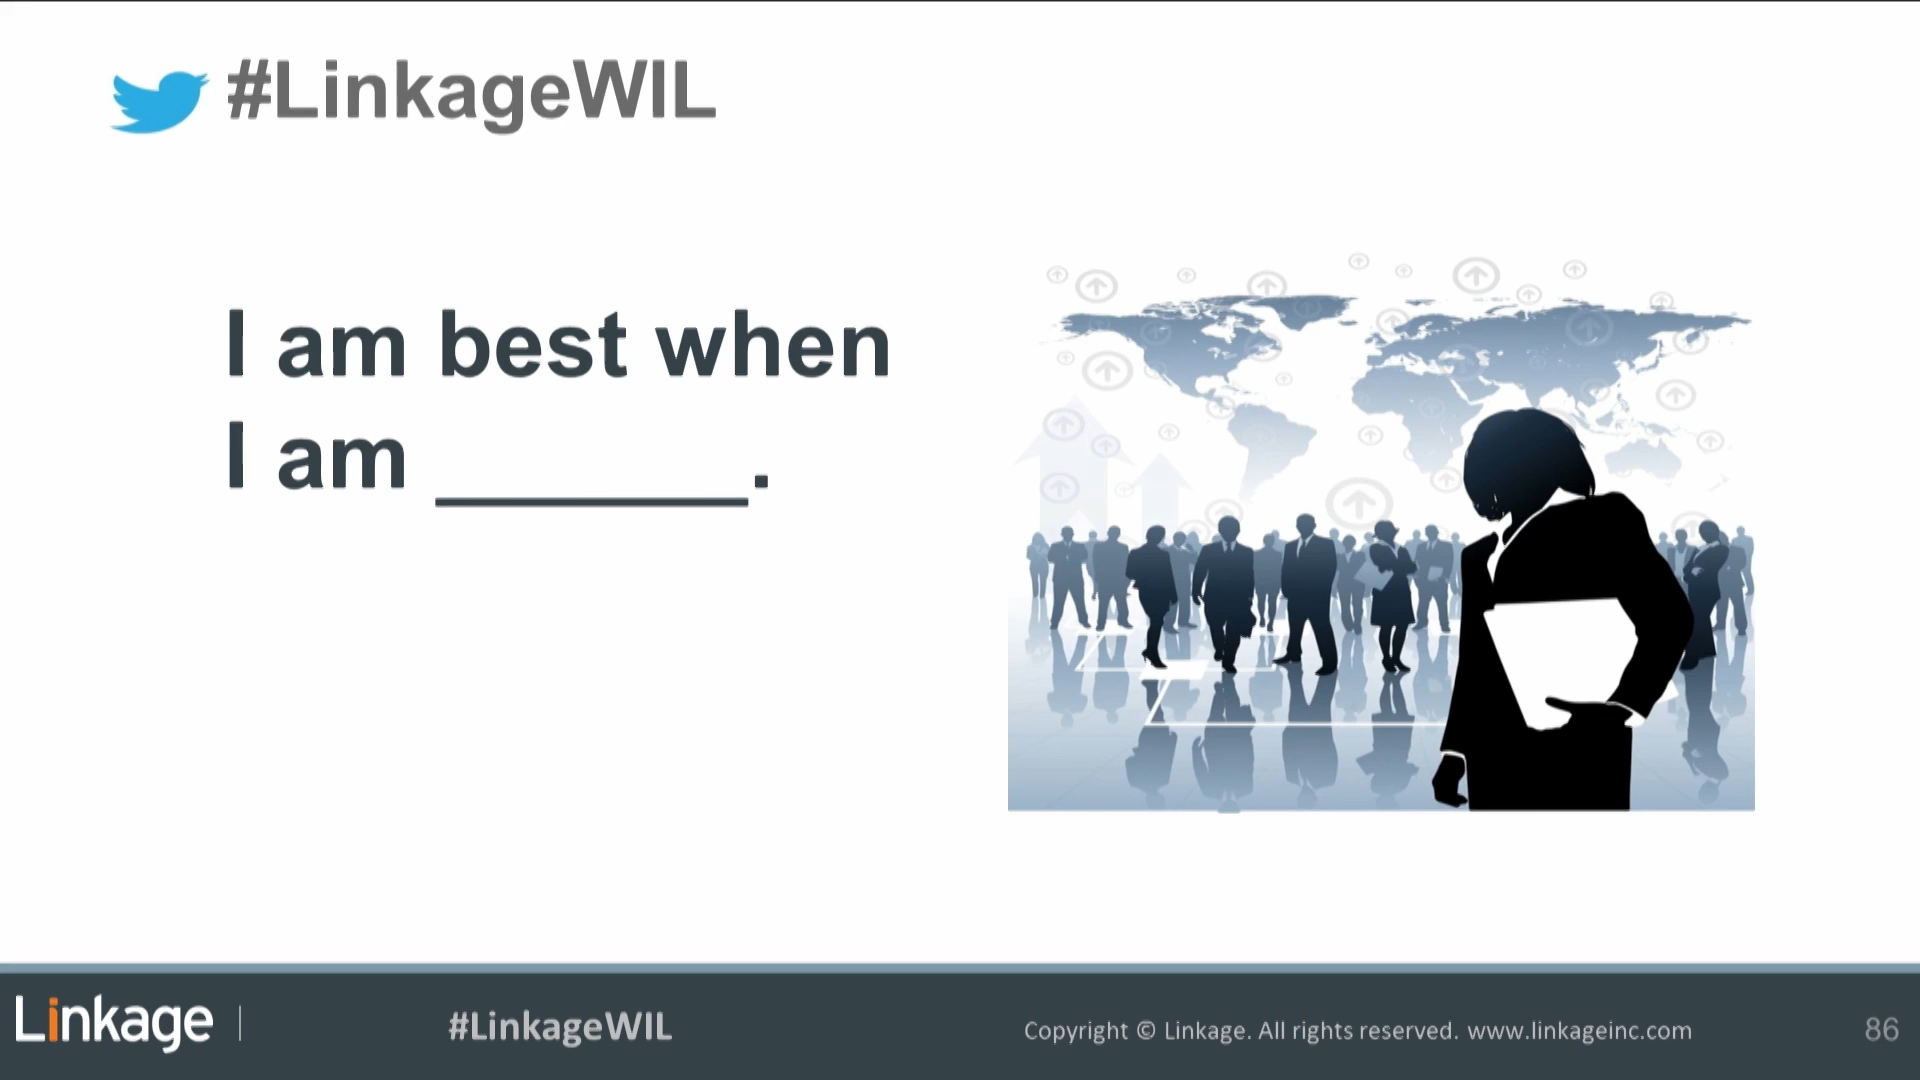 #LinkageWIL
I am best when
I am ______.
Linkage
#LinkageWIL
Copyright © Linkage. All rights reserved. www.linkageinc.com
86